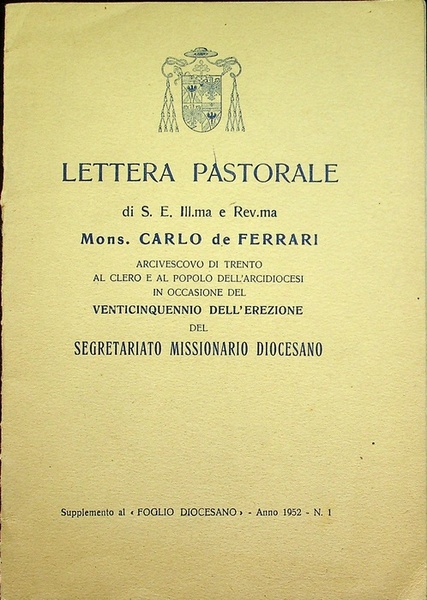 LETTERA PASTORALE
di S. E. Ill.ma e Rev.ma
Mons. CARLO de FERRARI
ARCIVESCOVO DI TRENTO
AL CLERO E AL POPOLO DELL'ARCIDIOCESI
IN OCCASIONE DEL
VENTICINQUENNIO DELL'EREZIONE
DEL
SEGRETARIATO MISSIONARIO DIOCESANO
Supplemento al « FOGLIO DIOCESANO » - Anno 1952 - N. 1